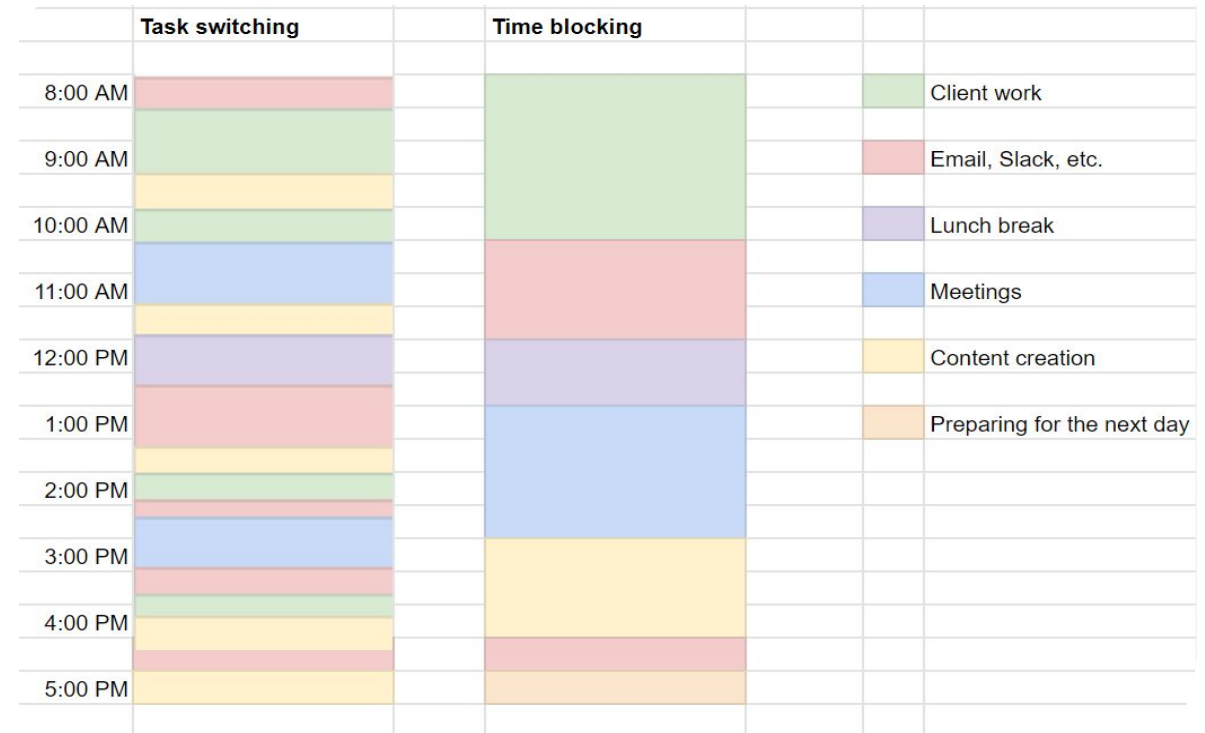 Task switching Time blocking
8:00 AM Client work
9:00 AM Email, Slack, etc.
10:00 AM Lunch break
11:00 AM Meetings
12:00 PM Content creation
1:00 PM Preparing for the next day
2:00 PM
3:00 PM
4:00 PM
5:00 PM